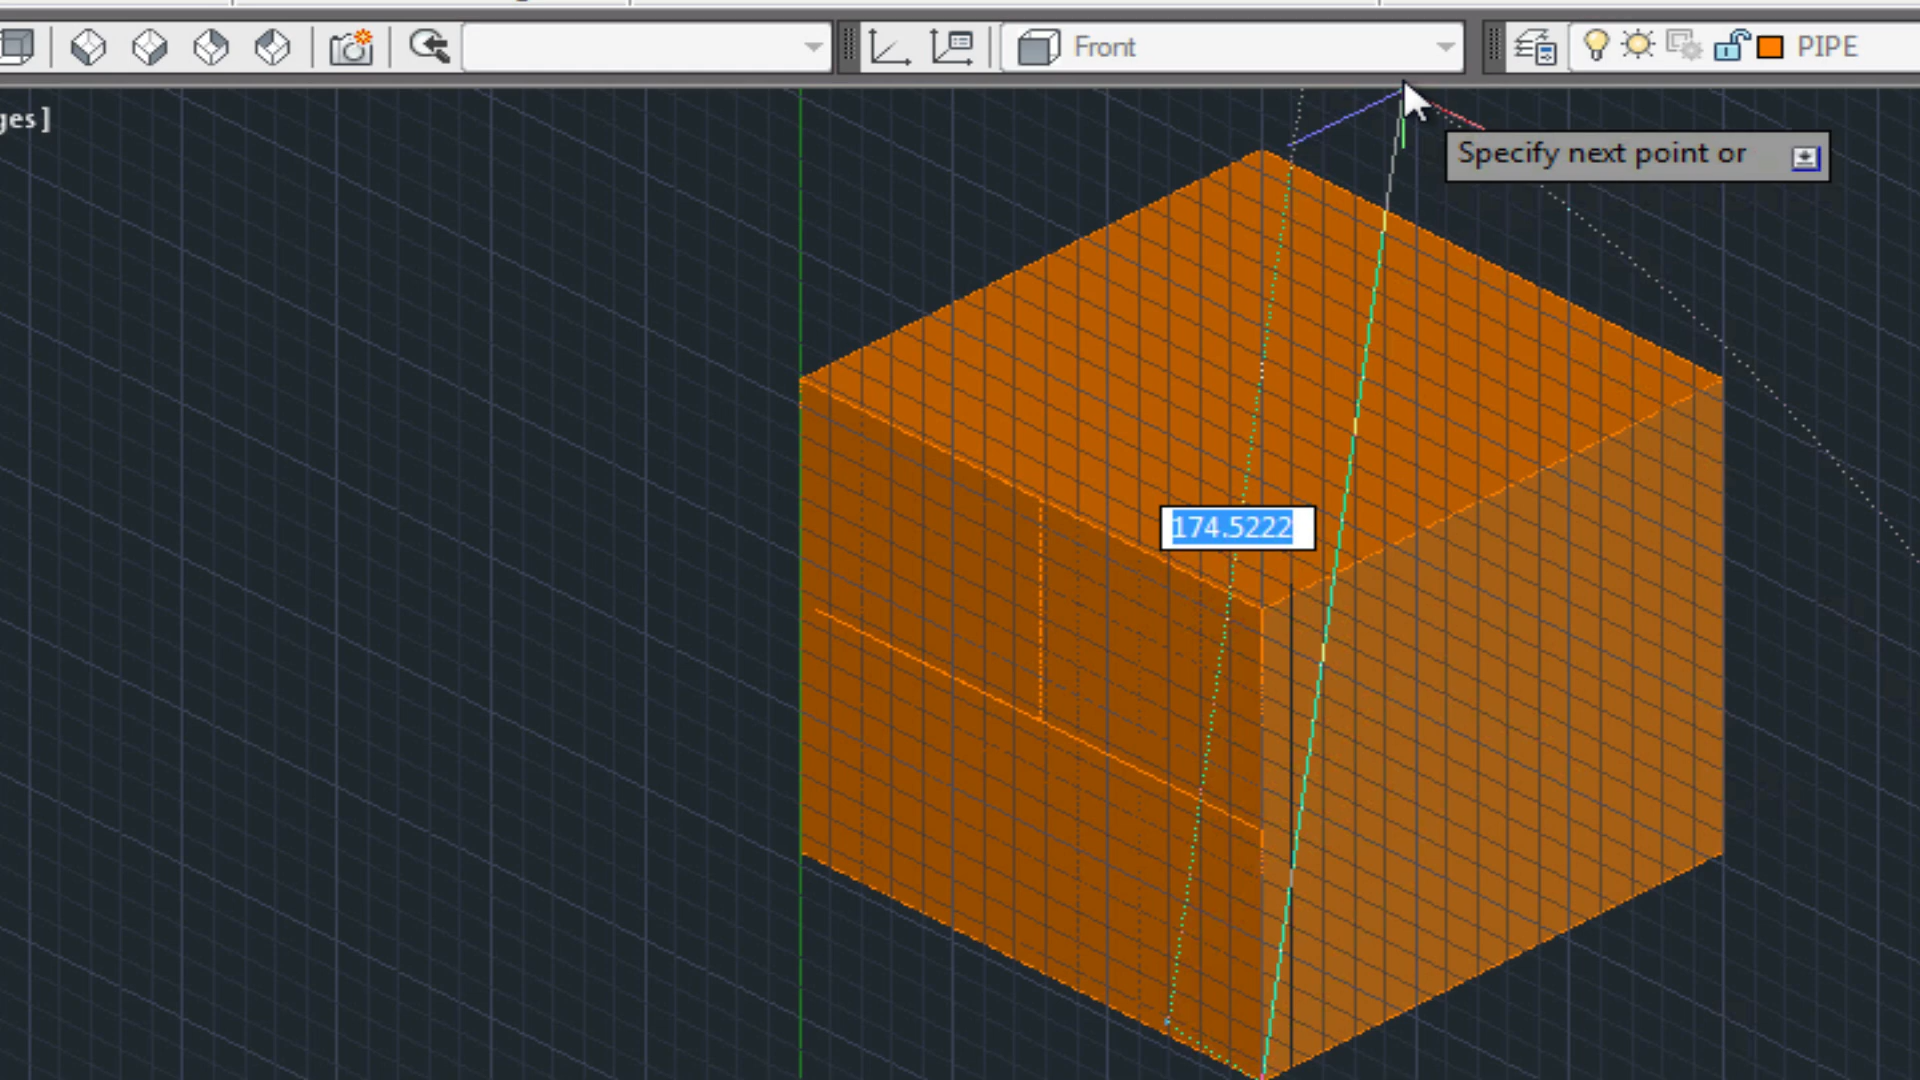 Front
PIPE
ges]
Specify next point or
174.5222